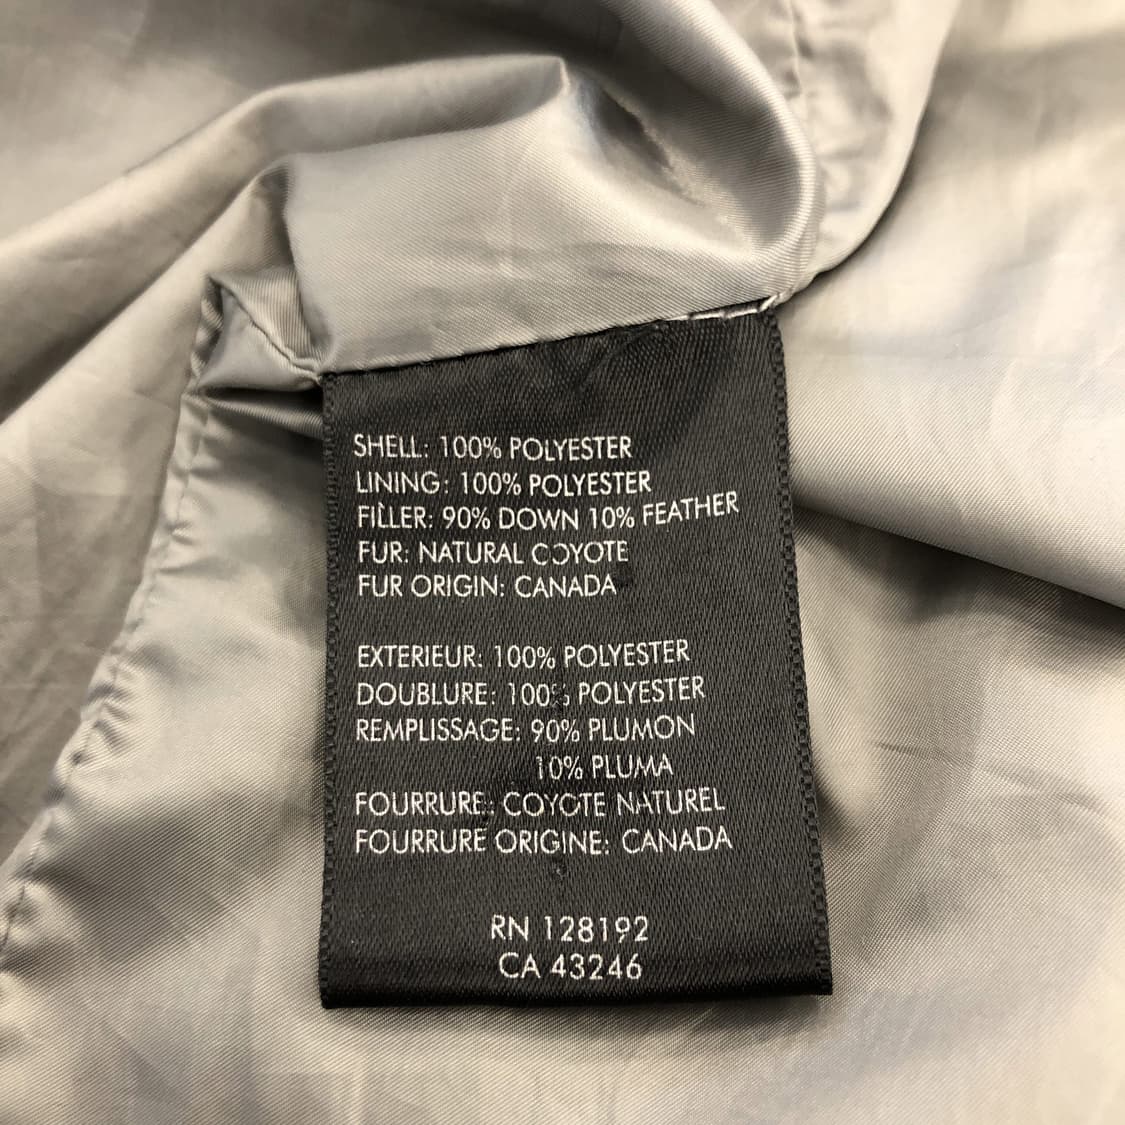 SHELL: 100% POLYESTER
LINING: 100% POLYESTER
FILLER: 90% DOWN 10% FEATHER
FUR: NATURAL COYOTE
FUR ORIGIN: CANADA
EXTERIEUR: 100% POLYESTER
DOUBLURE: 100% POLYESTER
REMPLISSAGE: 90% PLUMON
10% PLUMA
FOURRURE: COYOTE NATUREL
FOURRURE ORIGINE: CANADA
RN 128192
CA 43246